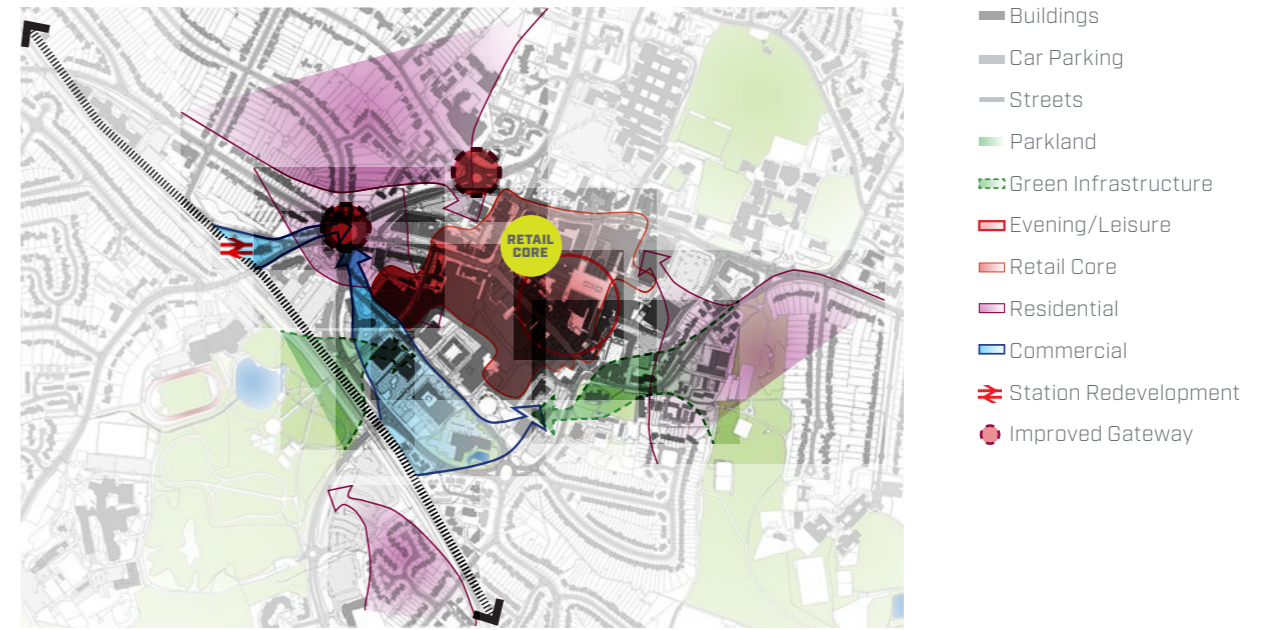 RETAIL
CORE
Buildings
Car Parking
Streets
Parkland
Green Infrastructure
Evening/Leisure
Retail Core
Residential
Commercial
Station Redevelopment
Improved Gateway